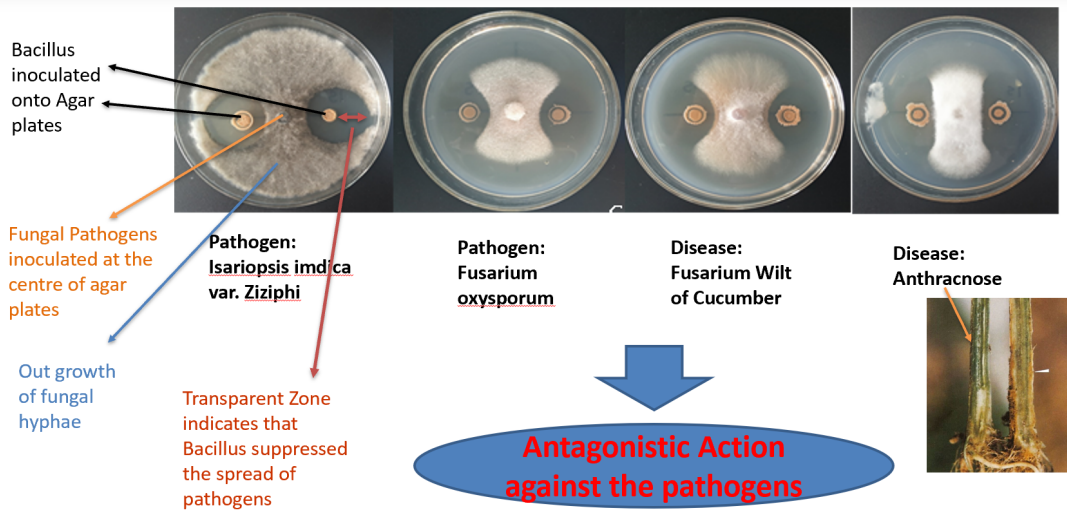 Bacillus
inoculated
onto Agar
plates
Fungal Pathogens
inoculated at the
centre of agar
plates
Out growth
of fungal
hyphae
Pathogen:
Isariopsis imdica
var. Ziziphi
Transparent Zone
indicates that
Bacillus suppressed
the spread of
pathogens
Pathogen:
Fusarium
oxysporum
Disease:
Fusarium Wilt
of Cucumber
Disease:
Anthracnose
Antagonistic Action
against the pathogens